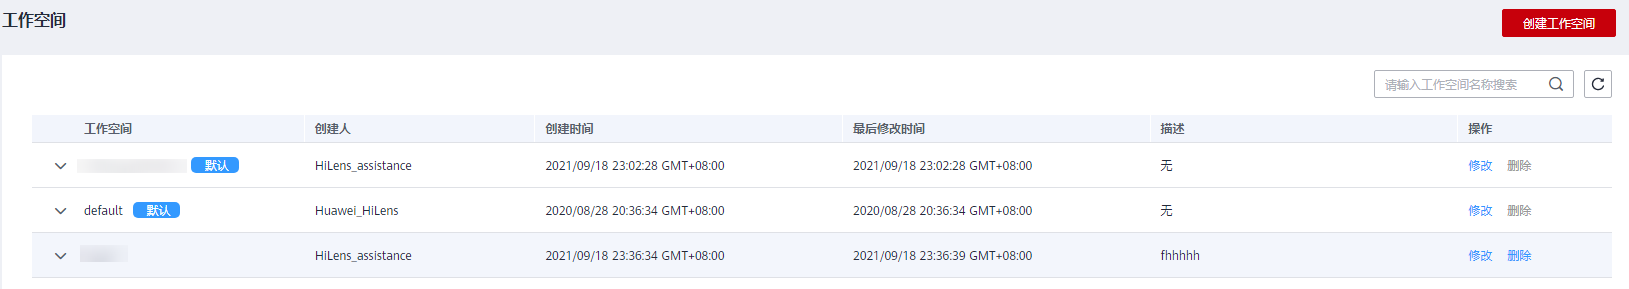 工作空间
创建工作空间
请输入工作空间名称搜索
工作空间 创建人 创建时间 最后修改时间 描述 操作
默认 HiLens_assistance 2021/09/18 23:02:28 GMT+08:00 2021/09/18 23:02:28 GMT+08:00 无 修改 删除
default 默认 Huawei_HiLens 2020/08/28 20:36:34 GMT+08:00 2020/08/28 20:36:34 GMT+08:00 无 修改 删除
HiLens_assistance 2021/09/18 23:36:34 GMT+08:00 2021/09/18 23:36:39 GMT+08:00 fhhhhh 修改 删除